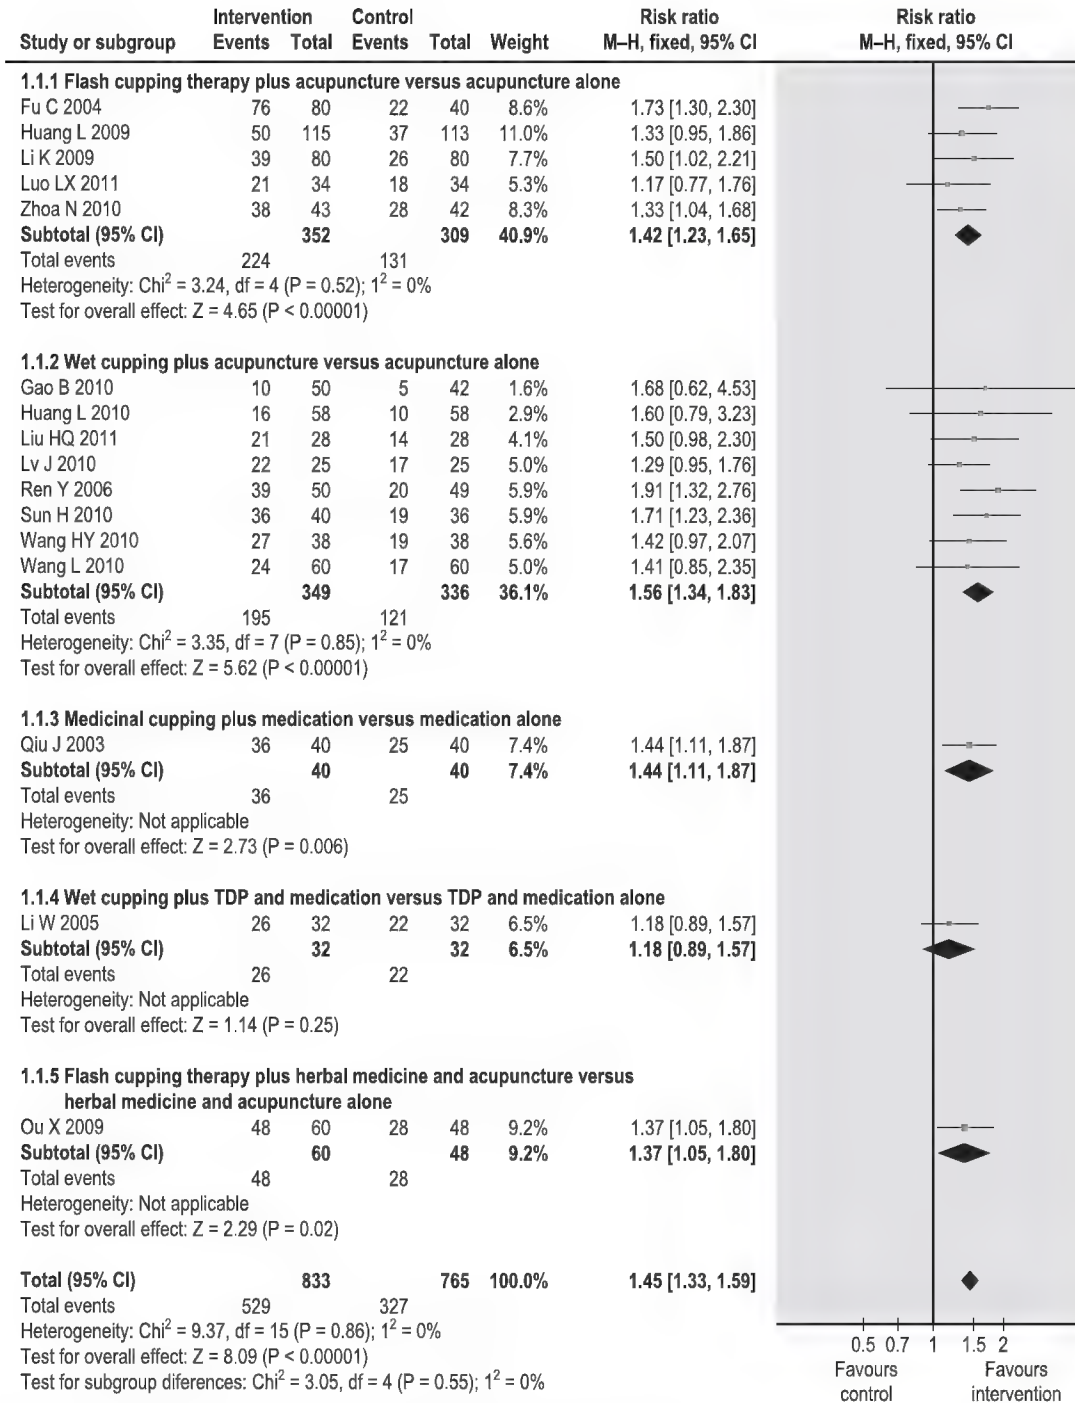 Intervention Control Risk ratio Risk ratio
Study or subgroup Events Total Events Total Weight M–H, fixed, 95% CI M–H, fixed, 95% CI
1.1.1 Flash cupping therapy plus acupuncture versus acupuncture alone
Fu C 2004 76 80 22 40 8.6% 1.73 [1.30, 2.30]
Huang L 2009 50 115 37 113 11.0% 1.33 [0.95, 1.86]
Li K 2009 39 80 26 80 7.7% 1.50 [1.02, 2.21]
Luo LX 2011 21 34 18 34 5.3% 1.17 [0.77, 1.76]
Zhoa N 2010 38 43 28 42 8.3% 1.33 [1.04, 1.68]
Subtotal (95% CI) 352 309 40.9% 1.42 [1.23, 1.65]
Total events 224 131
Heterogeneity: Chi² = 3.24, df = 4 (P = 0.52); 1² = 0%
Test for overall effect: Z = 4.65 (P < 0.00001)
1.1.2 Wet cupping plus acupuncture versus acupuncture alone
Gao B 2010 10 50 5 42 1.6% 1.68 [0.62, 4.53]
Huang L 2010 16 58 10 58 2.9% 1.60 [0.79, 3.23]
Liu HQ 2011 21 28 14 28 4.1% 1.50 [0.98, 2.30]
Lv J 2010 22 25 17 25 5.0% 1.29 [0.95, 1.76]
Ren Y 2006 39 50 20 49 5.9% 1.91 [1.32, 2.76]
Sun H 2010 36 40 19 36 5.9% 1.71 [1.23, 2.36]
Wang HY 2010 27 38 19 38 5.6% 1.42 [0.97, 2.07]
Wang L 2010 24 60 17 60 5.0% 1.41 [0.85, 2.35]
Subtotal (95% CI) 349 336 36.1% 1.56 [1.34, 1.83]
Total events 195 121
Heterogeneity: Chi² = 3.35, df = 7 (P = 0.85); 1² = 0%
Test for overall effect: Z = 5.62 (P < 0.00001)
1.1.3 Medicinal cupping plus medication versus medication alone
Qiu J 2003 36 40 25 40 7.4% 1.44 [1.11, 1.87]
Subtotal (95% CI) 40 40 7.4% 1.44 [1.11, 1.87]
Total events 36 25
Heterogeneity: Not applicable
Test for overall effect: Z = 2.73 (P = 0.006)
1.1.4 Wet cupping plus TDP and medication versus TDP and medication alone
Li W 2005 26 32 22 32 6.5% 1.18 [0.89, 1.57]
Subtotal (95% CI) 32 32 6.5% 1.18 [0.89, 1.57]
Total events 26 22
Heterogeneity: Not applicable
Test for overall effect: Z = 1.14 (P = 0.25)
1.1.5 Flash cupping therapy plus herbal medicine and acupuncture versus
herbal medicine and acupuncture alone
Ou X 2009 48 60 28 48 9.2% 1.37 [1.05, 1.80]
Subtotal (95% CI) 60 48 9.2% 1.37 [1.05, 1.80]
Total events 48 28
Heterogeneity: Not applicable
Test for overall effect: Z = 2.29 (P = 0.02)
Total (95% CI) 833 765 100.0% 1.45 [1.33, 1.59]
Total events 529 327
Heterogeneity: Chi² = 9.37, df = 15 (P = 0.86); 1² = 0%
Test for overall effect: Z = 8.09 (P < 0.00001)
Test for subgroup diferences: Chi² = 3.05, df = 4 (P = 0.55); 1² = 0%
0.5 0.7 1 1.5 2
Favours Favours
control intervention